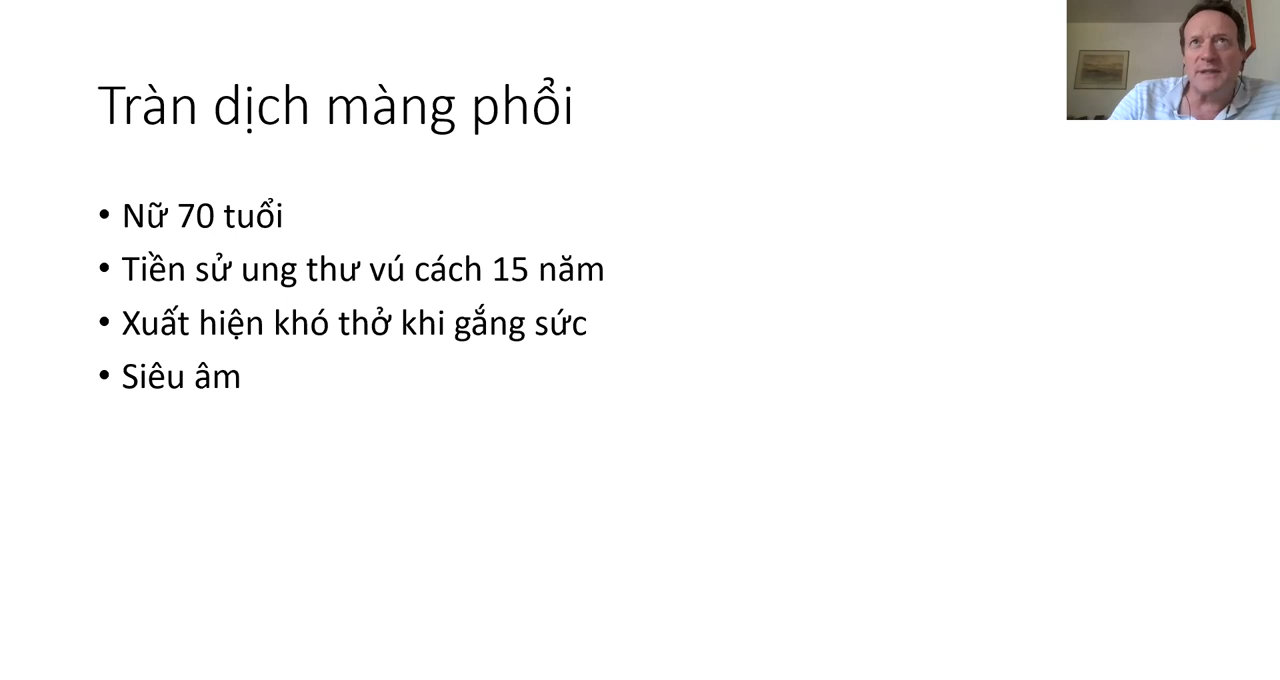 Tràn dịch màng phổi
• Nữ 70 tuổi
• Tiền sử ung thư vú cách 15 năm
• Xuất hiện khó thở khi gắng sức
• Siêu âm